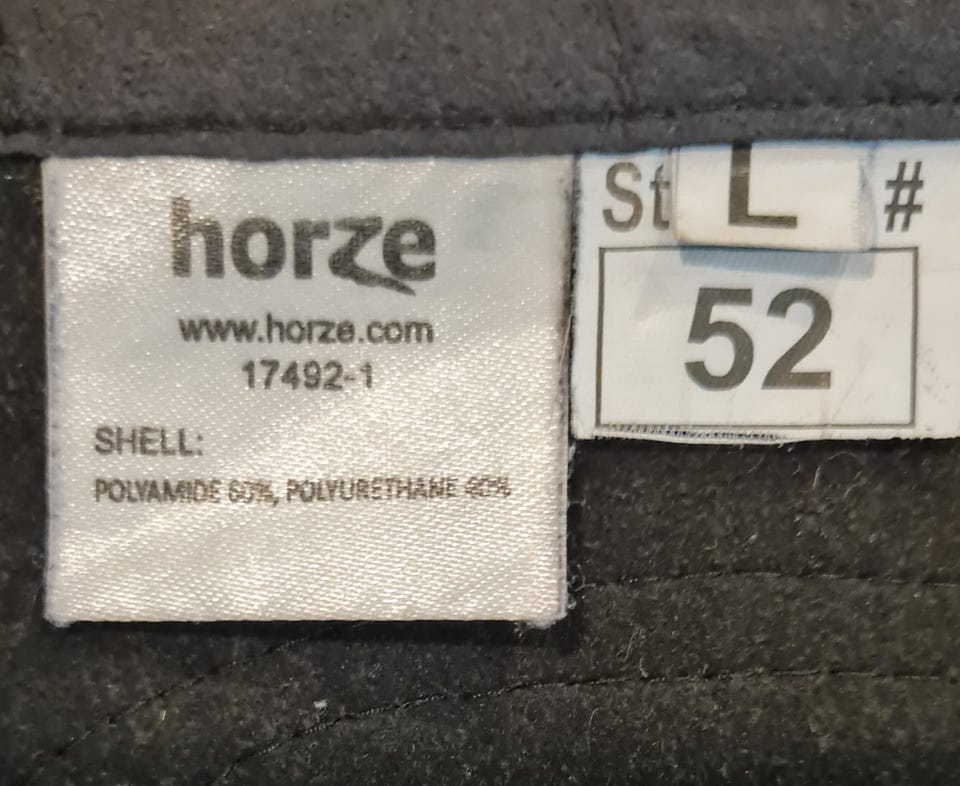 horze
www.horze.com
17492-1
SHELL:
POLYAMIDE 60%, POLYURETHANE 40%
St L #
52